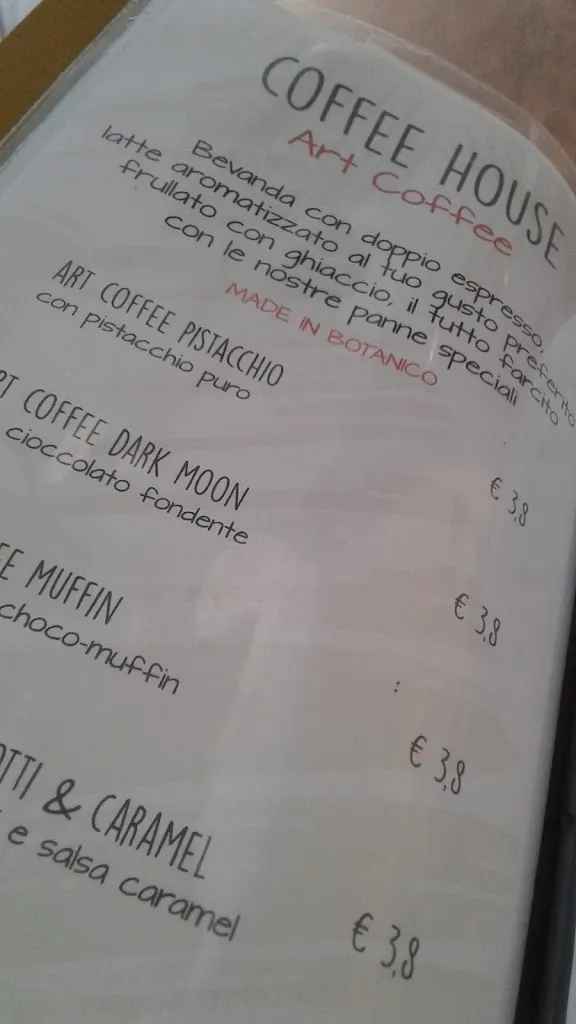 COFFEE HOUSE
Art Coffee
Bevanda con doppio espresso,
latte aromatizzato al tuo gusto preferito
frullato con ghiaccio, il tutto farcito
con le nostre panne speciali
MADE IN BOTANICO
ART COFFEE PISTACCHIO
con pistacchio puro
€ 3,8
COFFEE DARK MOON
cioccolato fondente
€ 3,8
MUFFIN
choco-muffin
€ 3,8
& CARAMEL
e salsa caramel
€ 3,8